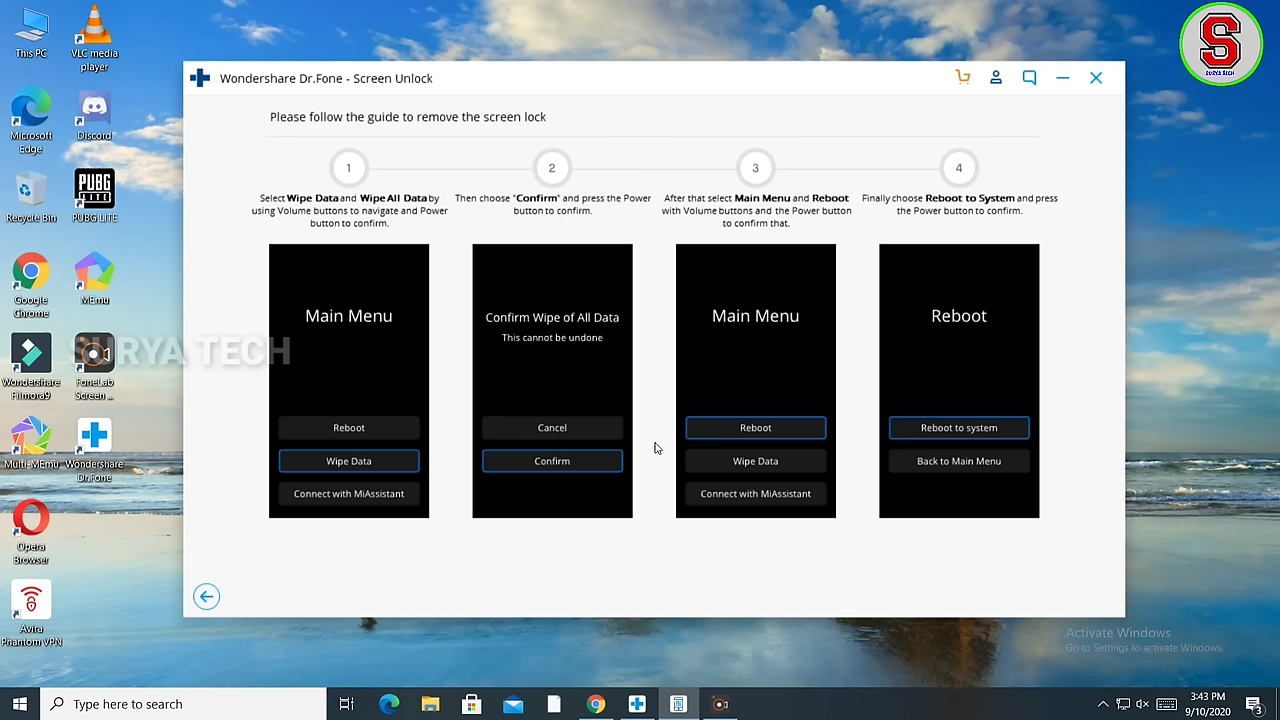 This PC
VLC media
player
Microsoft
Edge
Discord
Recycle Bin
PUBG
LITE
PUBG LITE
Google
Chrome
MEmu
Wondershare
Filmora9
FoneLab
Screen ...
Multi-MEmu
Wondershare
Dr.Fone
Opera
Browser
Avira
Phantom VPN
SURYA TECH
S
SURYA TECH
Wondershare Dr.Fone - Screen Unlock
Please follow the guide to remove the screen lock
1
Select Wipe Data and Wipe All Data by
using Volume buttons to navigate and Power
button to confirm.
Main Menu
Reboot
Wipe Data
Connect with MiAssistant
2
Then choose "Confirm" and press the Power
button to confirm.
Confirm Wipe of All Data
This cannot be undone
Cancel
Confirm
3
After that select Main Menu and Reboot
with Volume buttons and the Power button
to confirm that.
Main Menu
Reboot
Wipe Data
Connect with MiAssistant
4
Finally choose Reboot to System and press
the Power button to confirm.
Reboot
Reboot to system
Back to Main Menu
Activate Windows
Go to Settings to activate Windows.
Type here to search
3:43 PM
9/10/2020
3